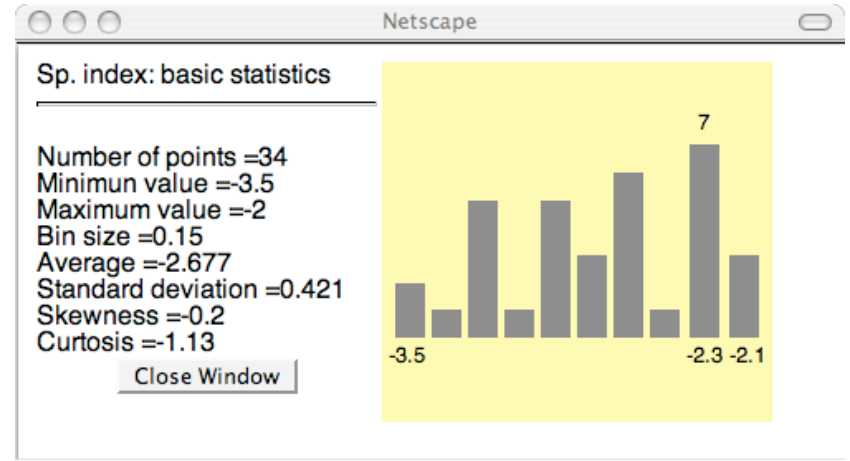 Netscape
Sp. index: basic statistics
Number of points =34
Minimun value =-3.5
Maximum value =-2
Bin size =0.15
Average =-2.677
Standard deviation =0.421
Skewness =-0.2
Curtosis =-1.13
Close Window
7
-3.5 -2.3 -2.1